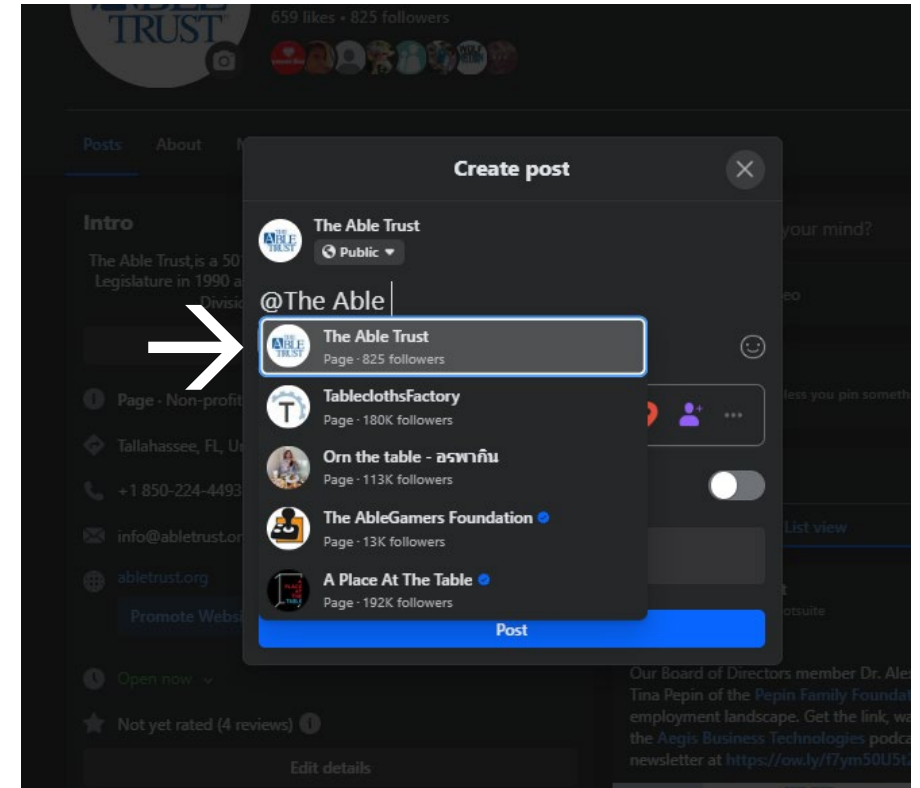 TRUST
659 likes • 825 followers
Posts About
Create post
Intro
The Able Trust
your mind?
Public
The Able Trust, is a 50
Legislature in 1990 a
Divisio
@The Able
The Able Trust
Page · 825 followers
TableclothsFactory
Page · 180K followers
less you pin someth
Page · Non-profit
Orn the table - อรพากิน
Page · 113K followers
Tallahassee, FL, Un
+1 850-224-4493
The AbleGamers Foundation
Page · 13K followers
List view
info@abletrust.or
abletrust.org
A Place At The Table
Page · 192K followers
Promote Websi
Post
Open now
Our Board of Directors member Dr. Ale
Tina Pepin of the Pepin Family Foundat
employment landscape. Get the link, wa
the Aegis Business Technologies podca
newsletter at https://ow.ly/f7ym50U5t
Not yet rated (4 reviews)
Edit details